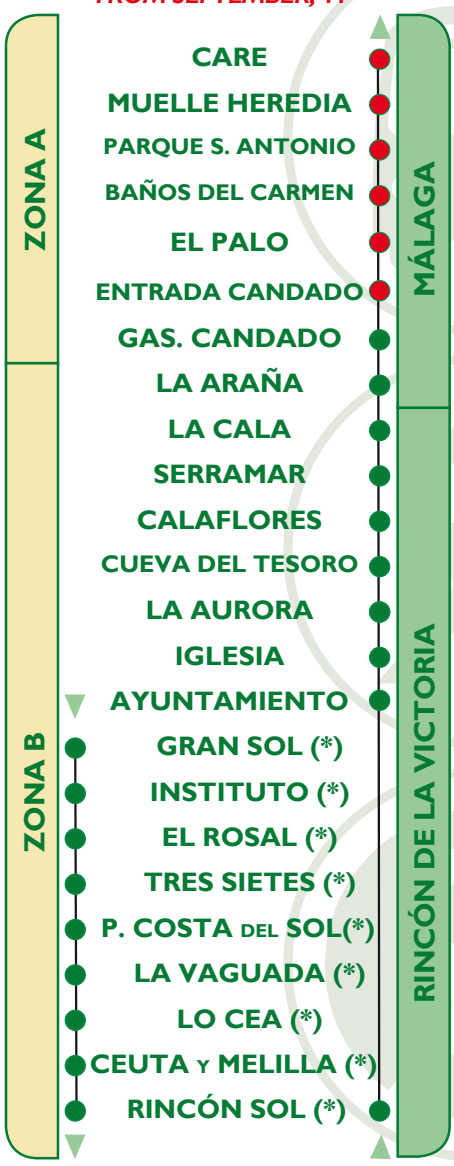 ZONA A
ZONA B
CARE
MUELLE HEREDIA
PARQUE S. ANTONIO
BAÑOS DEL CARMEN
EL PALO
ENTRADA CANDADO
GAS. CANDADO
LA ARAÑA
LA CALA
SERRAMAR
CALAFLORES
CUEVA DEL TESORO
LA AURORA
IGLESIA
AYUNTAMIENTO
GRAN SOL (*)
INSTITUTO (*)
EL ROSAL (*)
TRES SIETES (*)
P. COSTA DEL SOL(*)
LA VAGUADA (*)
LO CEA (*)
CEUTA Y MELILLA (*)
RINCÓN SOL (*)
MÁLAGA
RINCÓN DE LA VICTORIA